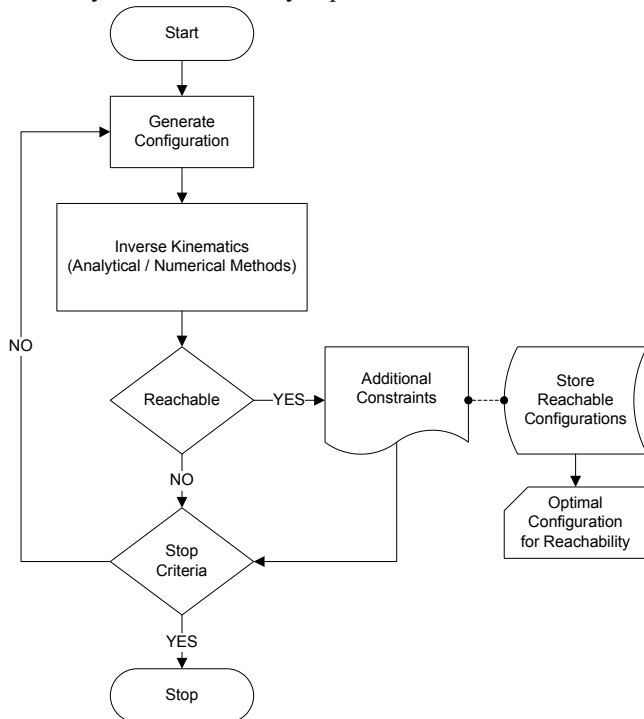 Start
Generate
Configuration
Inverse Kinematics
(Analytical / Numerical Methods)
NO
Reachable
YES
Additional
Constraints
Store
Reachable
Configurations
NO
Optimal
Configuration
for Reachability
Stop
Criteria
YES
Stop